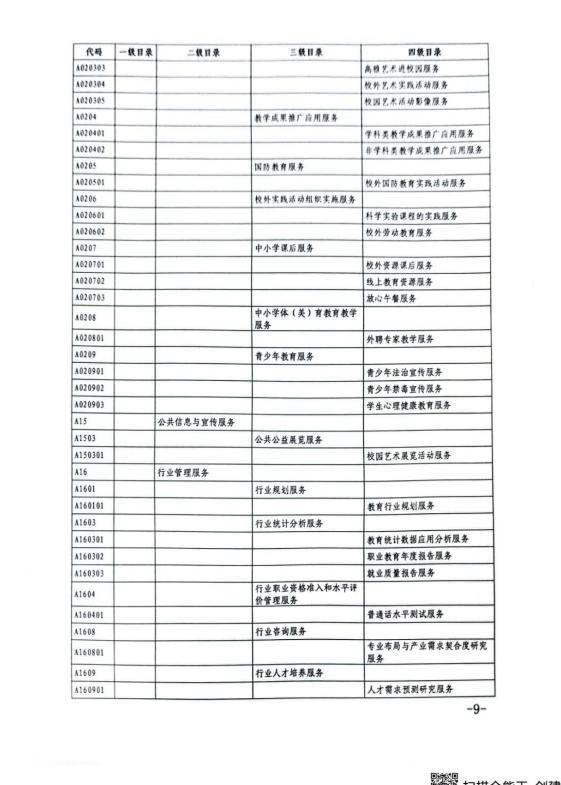 代码 一级目录 二级目录 三级目录 四级目录
A020303 高雅艺术进校园服务
A020304 校外艺术实践活动服务
A020305 校园艺术活动影像服务
A0204 教学成果推广应用服务
A020401 学科类教学成果推广应用服务
A020402 非学科类教学成果推广应用服务
A0205 国防教育服务
A020501 校外国防教育实践活动服务
A0206 校外实践活动组织实施服务
A020601 科学实验课程的实践服务
A020602 校外劳动教育服务
A0207 中小学课后服务
A020701 校外资源课后服务
A020702 线上教育资源服务
A020703 放心午餐服务
A0208 中小学体（美）育教育教学
服务
A020801 外聘专家教学服务
A0209 青少年教育服务
A020901 青少年法治宣传服务
A020902 青少年禁毒宣传服务
A020903 学生心理健康教育服务
A15 公共信息与宣传服务
A1503 公共公益展览服务
A150301 校园艺术展览活动服务
A16 行业管理服务
A1601 行业规划服务
A160101 教育行业规划服务
A1603 行业统计分析服务
A160301 教育统计数据应用分析服务
A160302 职业教育年度报告服务
A160303 就业质量报告服务
A1604 行业职业资格准入和水平评
价管理服务
A160401 普通话水平测试服务
A1608 行业咨询服务
A160801 专业布局与产业需求契合度研究
服务
A1609 行业人才培养服务
A160901 人才需求预测研究服务
-9-